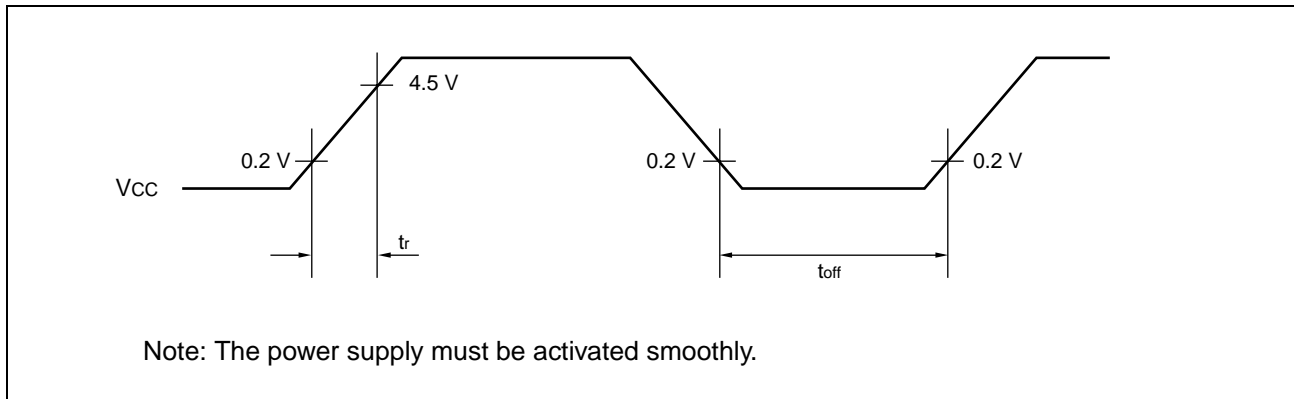 4.5 V
0.2 V
0.2 V
0.2 V
VCC
tr
toff
Note: The power supply must be activated smoothly.